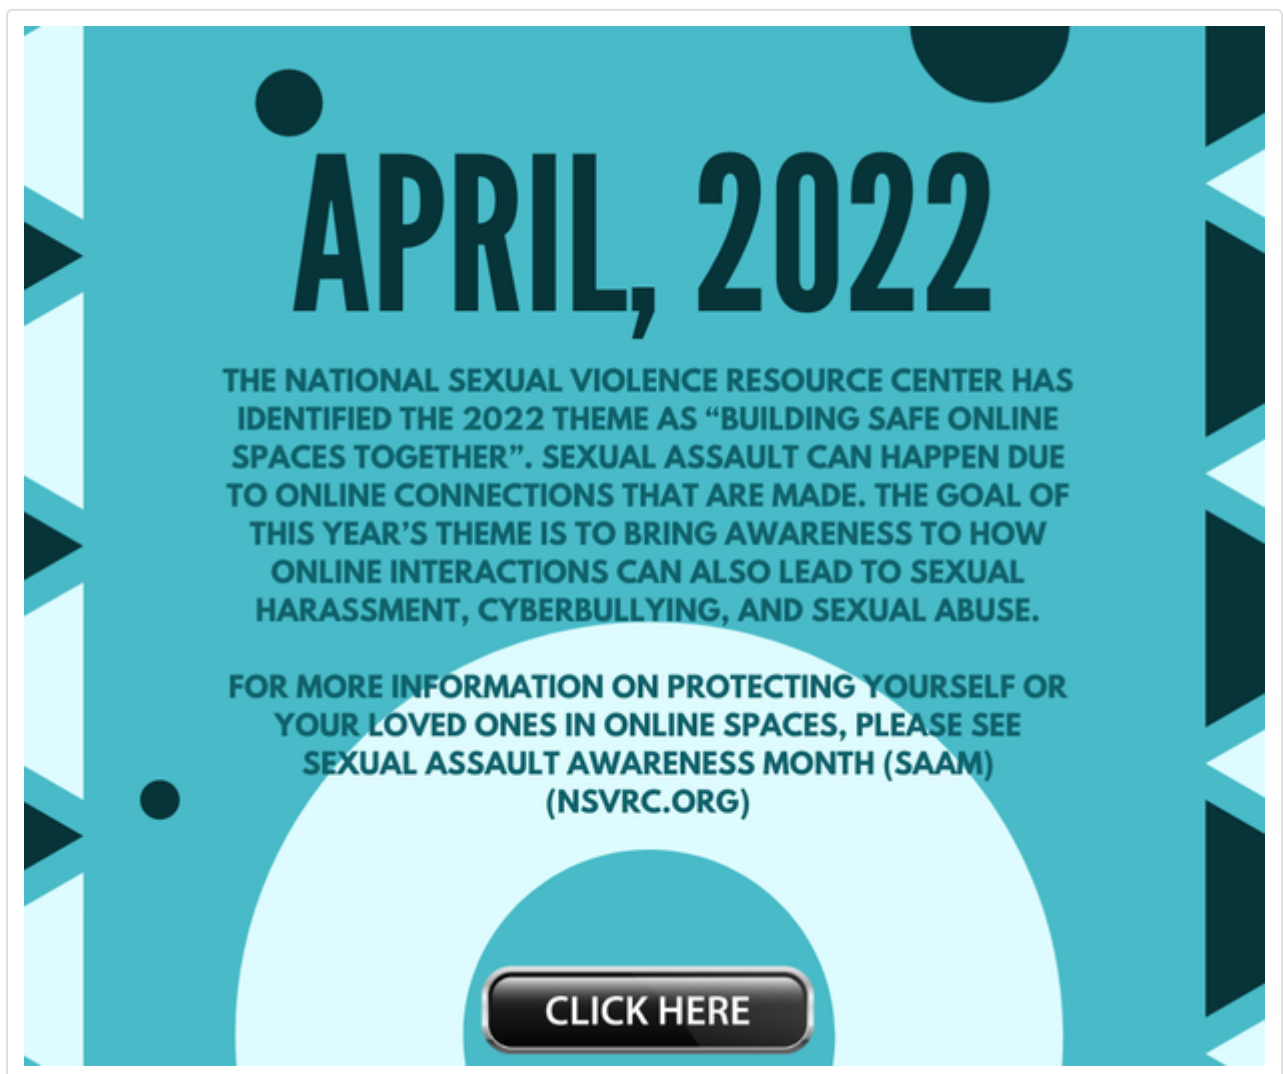 APRIL, 2022
THE NATIONAL SEXUAL VIOLENCE RESOURCE CENTER HAS
IDENTIFIED THE 2022 THEME AS “BUILDING SAFE ONLINE
SPACES TOGETHER”. SEXUAL ASSAULT CAN HAPPEN DUE
TO ONLINE CONNECTIONS THAT ARE MADE. THE GOAL OF
THIS YEAR’S THEME IS TO BRING AWARENESS TO HOW
ONLINE INTERACTIONS CAN ALSO LEAD TO SEXUAL
HARASSMENT, CYBERBULLYING, AND SEXUAL ABUSE.
FOR MORE INFORMATION ON PROTECTING YOURSELF OR
YOUR LOVED ONES IN ONLINE SPACES, PLEASE SEE
SEXUAL ASSAULT AWARENESS MONTH (SAAM)
(NSVRC.ORG)
CLICK HERE